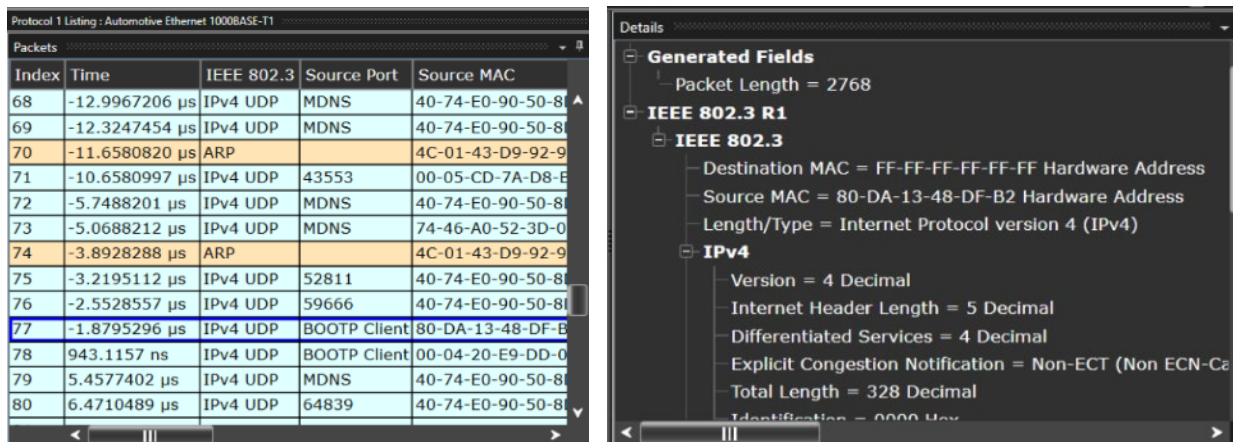 Protocol 1 Listing : Automotive Ethernet 1000BASE-T1
Packets
Index Time IEEE 802.3 Source Port Source MAC
68 -12.9967206 µs IPv4 UDP MDNS 40-74-E0-90-50-8
69 -12.3247454 µs IPv4 UDP MDNS 40-74-E0-90-50-8
70 -11.6580820 µs ARP 4C-01-43-D9-92-9
71 -10.6580997 µs IPv4 UDP 43553 00-05-CD-7A-D8-E
72 -5.7488201 µs IPv4 UDP MDNS 40-74-E0-90-50-8
73 -5.0688212 µs IPv4 UDP MDNS 74-46-A0-52-3D-0
74 -3.8928288 µs ARP 4C-01-43-D9-92-9
75 -3.2195112 µs IPv4 UDP 52811 40-74-E0-90-50-8
76 -2.5528557 µs IPv4 UDP 59666 40-74-E0-90-50-8
77 -1.8795296 µs IPv4 UDP BOOTP Client 80-DA-13-48-DF-B
78 943.1157 ns IPv4 UDP BOOTP Client 00-04-20-E9-DD-0
79 5.4577402 µs IPv4 UDP MDNS 40-74-E0-90-50-8
80 6.4710489 µs IPv4 UDP 64839 40-74-E0-90-50-8
Details
Generated Fields
Packet Length = 2768
IEEE 802.3 R1
IEEE 802.3
Destination MAC = FF-FF-FF-FF-FF-FF Hardware Address
Source MAC = 80-DA-13-48-DF-B2 Hardware Address
Length/Type = Internet Protocol version 4 (IPv4)
IPv4
Version = 4 Decimal
Internet Header Length = 5 Decimal
Differentiated Services = 4 Decimal
Explicit Congestion Notification = Non-ECT (Non ECN-Ca
Total Length = 328 Decimal
Identification = 0000 Hex